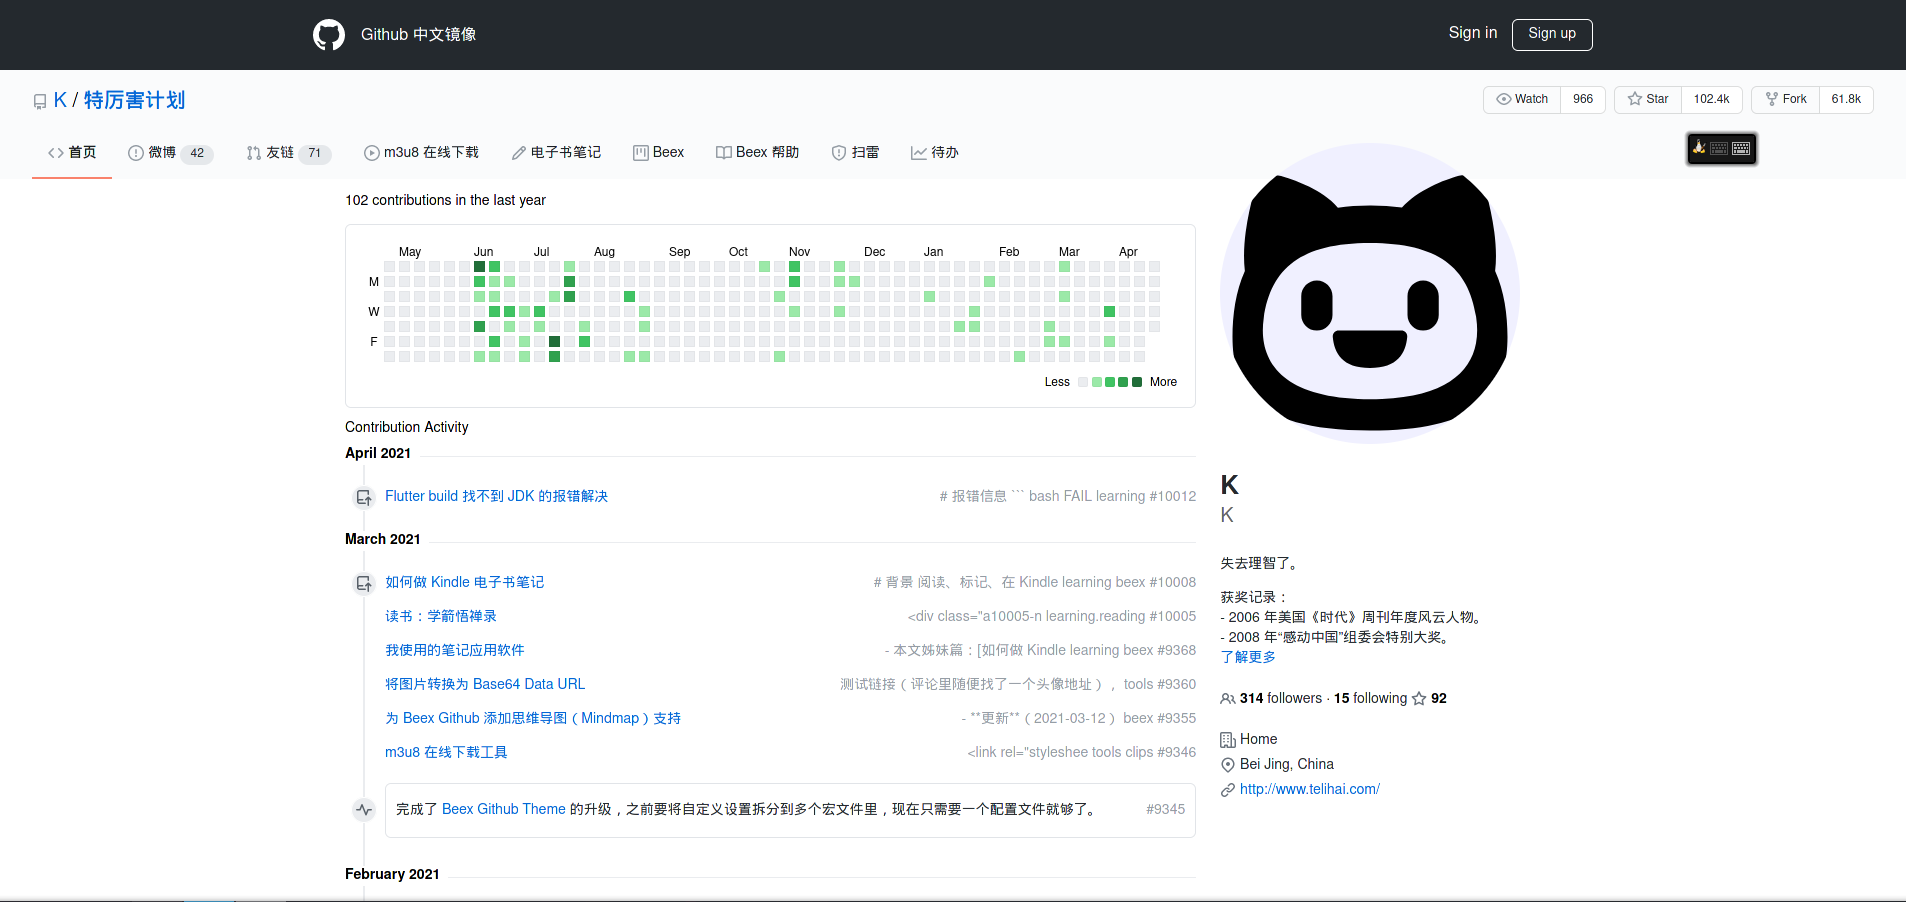 Github 中文镜像
Sign in
Sign up
K / 特厉害计划
Watch 966
Star 102.4k
Fork 61.8k
首页
微博 42
友链 71
m3u8 在线下载
电子书笔记
Beex
Beex 帮助
扫雷
待办
102 contributions in the last year
May Jun Jul Aug Sep Oct Nov Dec Jan Feb Mar Apr
M
W
F
Less More
Contribution Activity
April 2021
Flutter build 找不到 JDK 的报错解决 # 报错信息 ``` bash FAIL learning #10012
March 2021
如何做 Kindle 电子书笔记 # 背景 阅读、标记、在 Kindle learning beex #10008
读书：学箭悟禅录 <div class="a10005-n learning.reading #10005
我使用的笔记应用软件 - 本文姊妹篇：[如何做 Kindle learning beex #9368
将图片转换为 Base64 Data URL 测试链接（评论里随便找了一个头像地址）， tools #9360
为 Beex Github 添加思维导图（Mindmap）支持 - **更新**（2021-03-12） beex #9355
m3u8 在线下载工具 <link rel="styleshee tools clips #9346
完成了 Beex Github Theme 的升级，之前要将自定义设置拆分到多个宏文件里，现在只需要一个配置文件就够了。 #9345
February 2021
K
K
失去理智了。
获奖记录：
- 2006 年美国《时代》周刊年度风云人物。
- 2008 年“感动中国”组委会特别大奖。
了解更多
314 followers · 15 following 92
Home
Bei Jing, China
http://www.telihai.com/